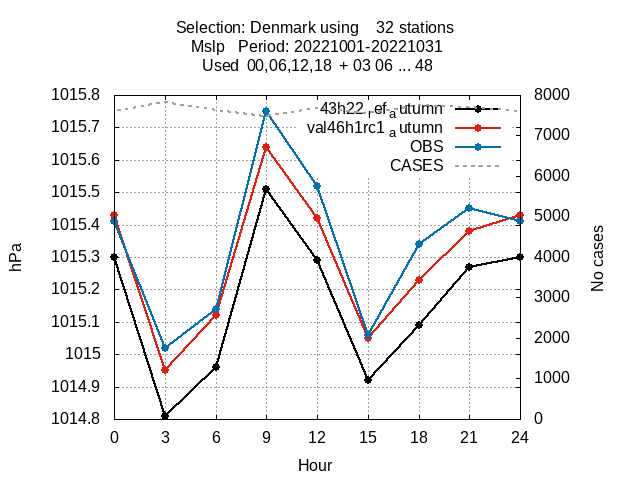 Selection: Denmark using    32 stations
Mslp   Period: 20221001-20221031
Used  00,06,12,18  + 03 06 ... 48
43h22_ref_autumn
val46h1rc1_autumn
OBS
CASES
1015.8
1015.7
1015.6
1015.5
1015.4
1015.3
1015.2
1015.1
1015
1014.9
1014.8
hPa
8000
7000
6000
5000
4000
3000
2000
1000
0
No cases
0 3 6 9 12 15 18 21 24
Hour